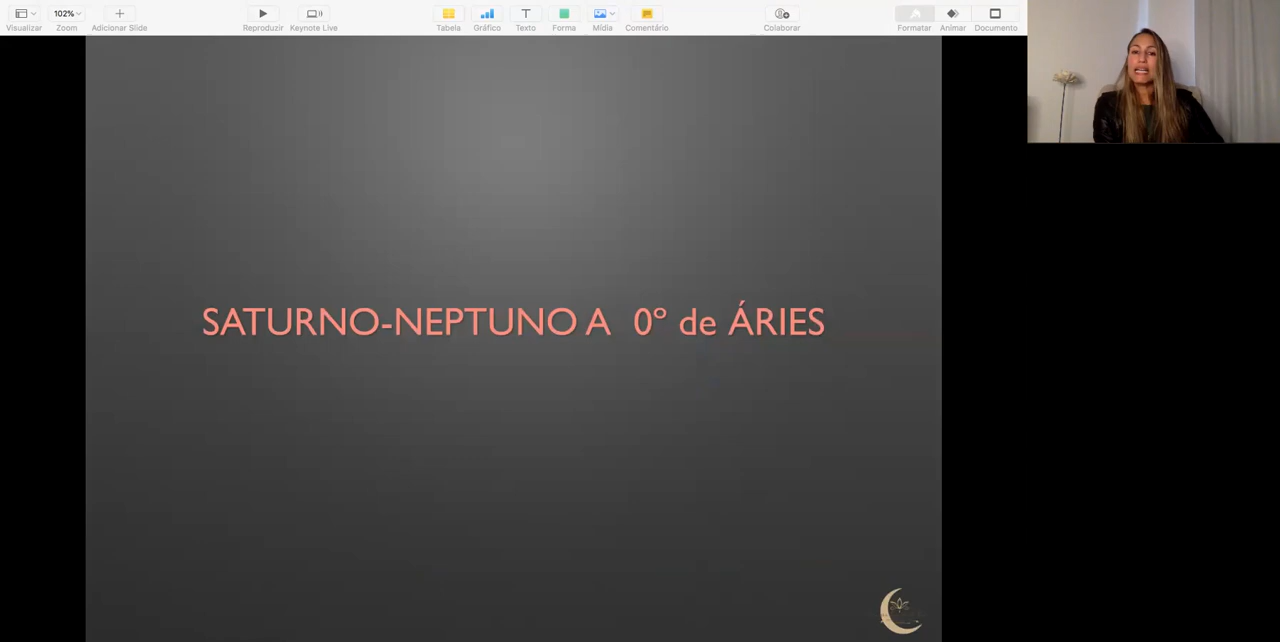 102%
Visualizar Zoom Adicionar Slide Reproduzir Keynote Live Tabela Gráfico Texto Forma Mídia Comentário Colaborar Formatar Animar Documento
SATURNO-NEPTUNO A 0º de ÁRIES